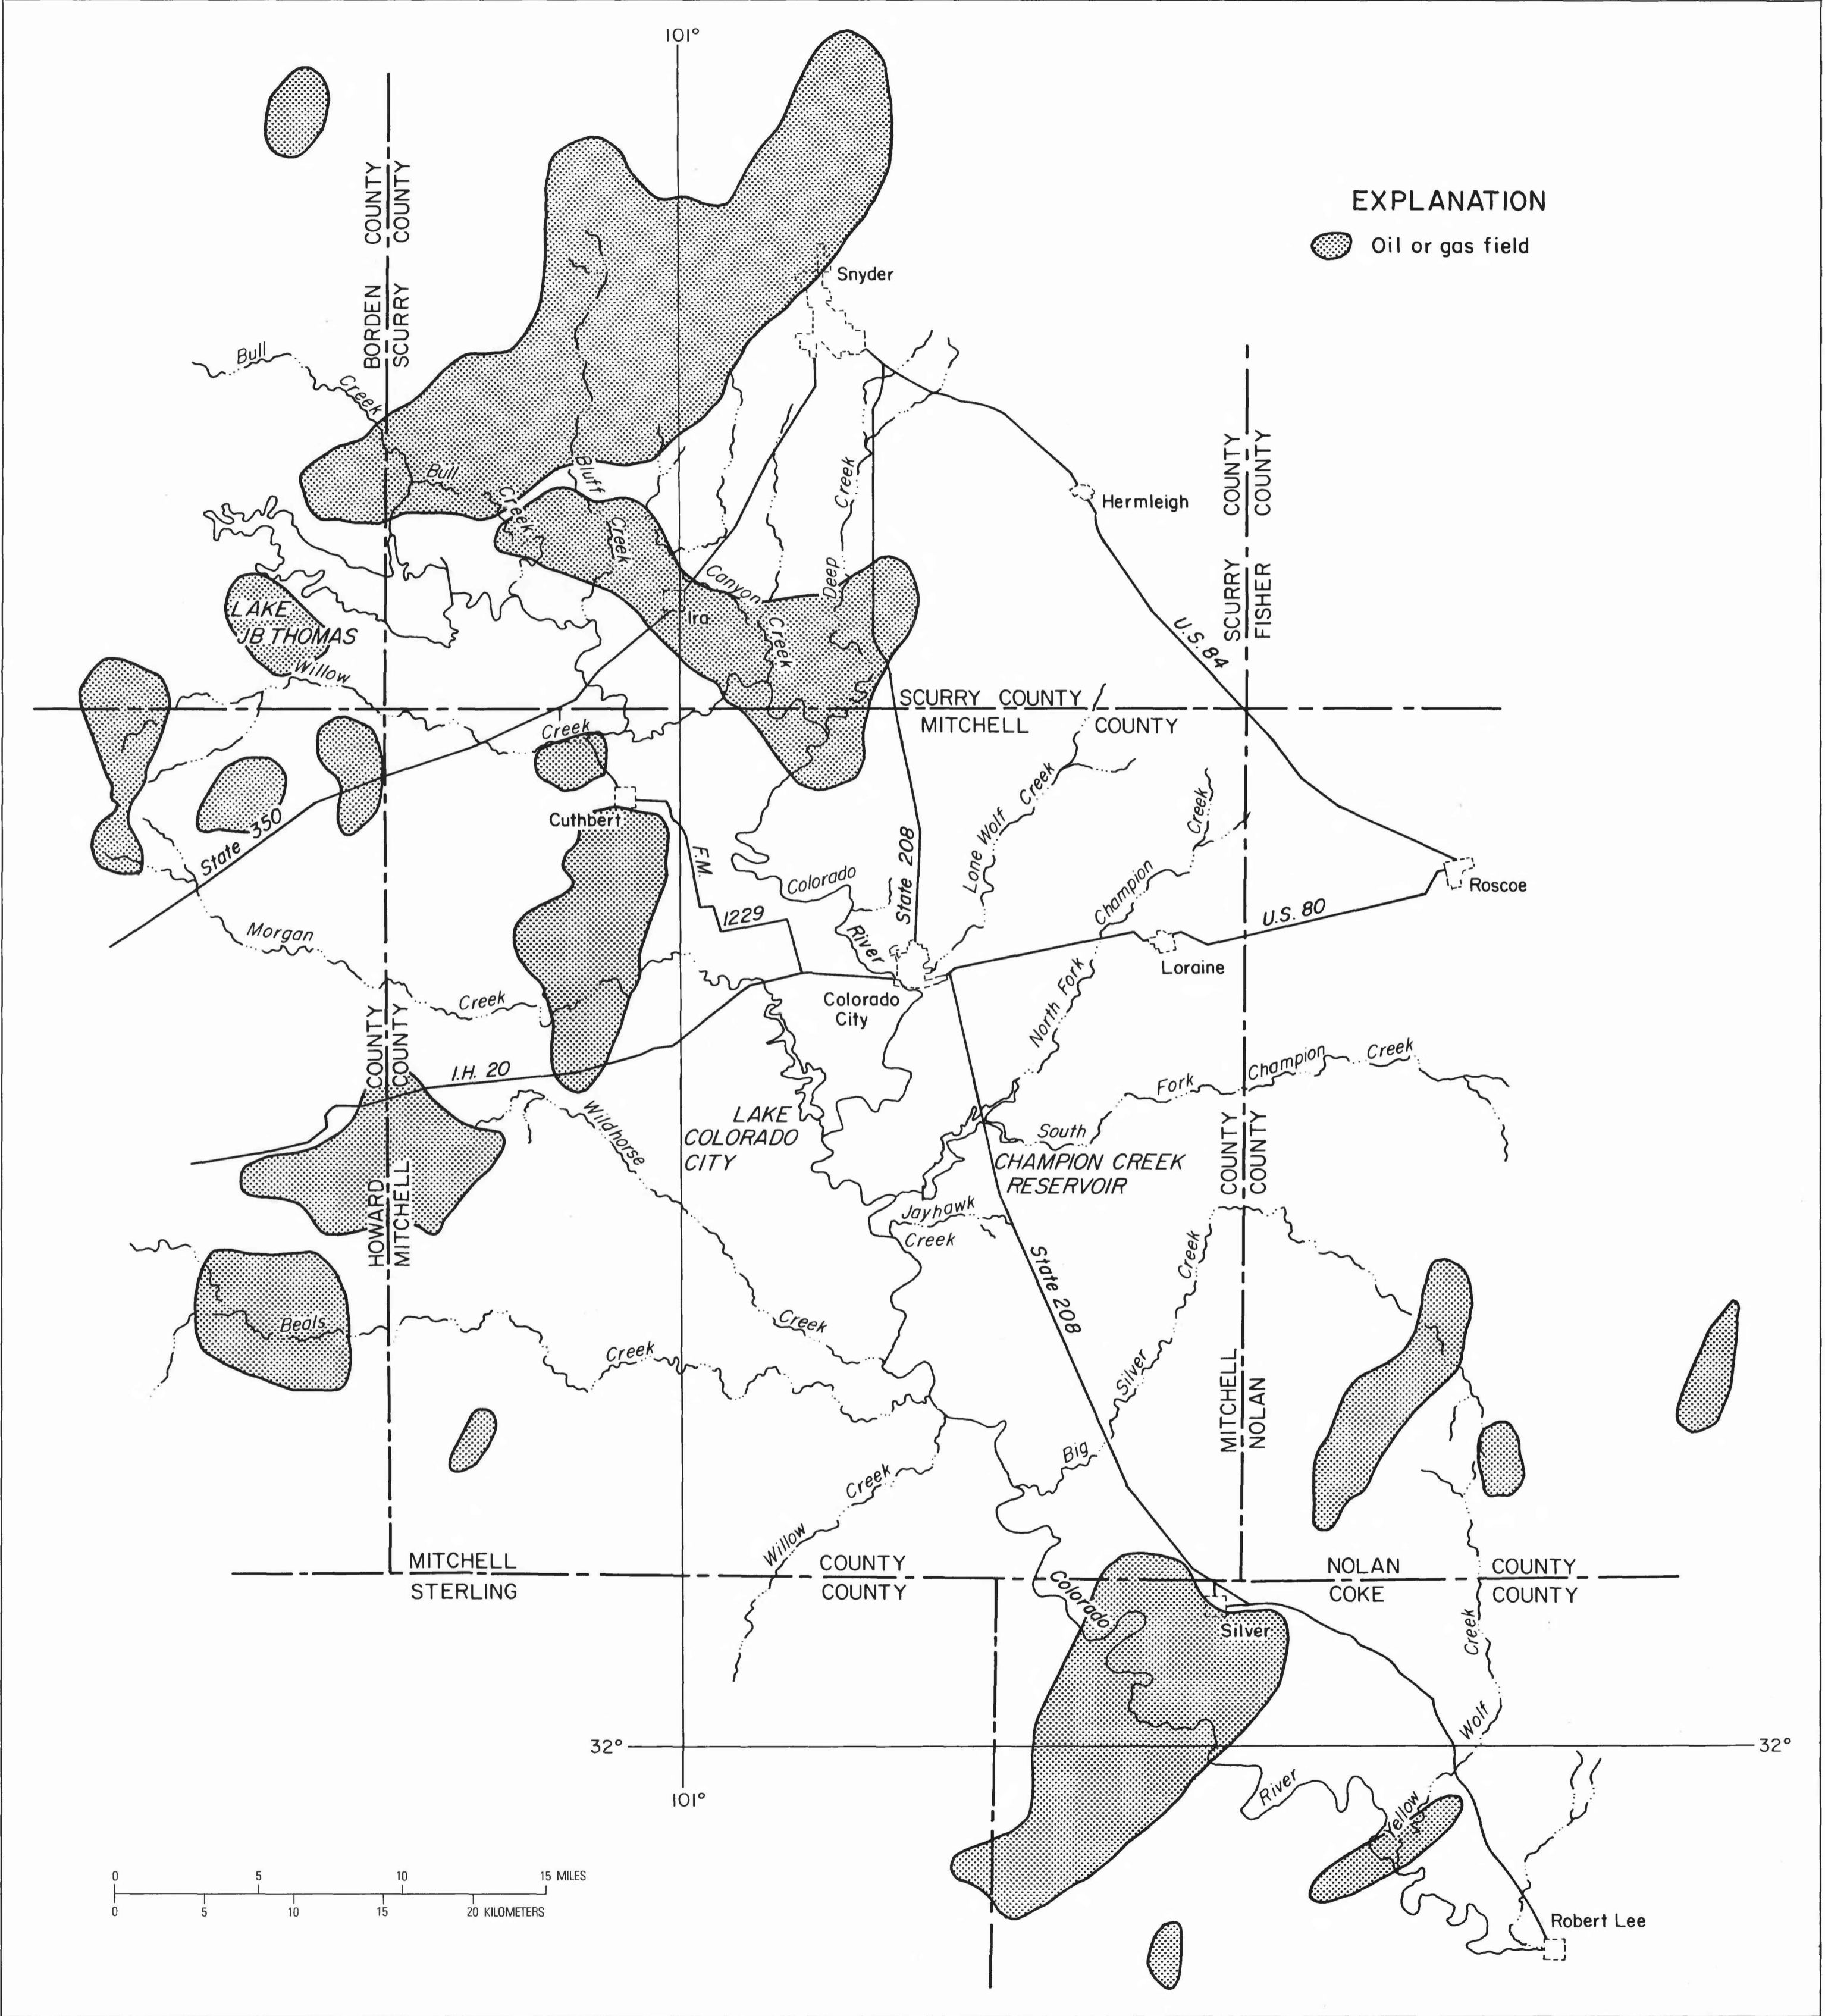 101°
EXPLANATION
Oil or gas field
BORDEN COUNTY
SCURRY COUNTY
Snyder
Bull
Creek
Bull
Creek
Bluff
Creek
Creek
Deep
Hermleigh
SCURRY COUNTY
FISHER COUNTY
Canyon
Creek
Ira
LAKE
JB THOMAS
Willow
U.S. 84
SCURRY COUNTY
MITCHELL COUNTY
Creek
Cuthbert
State 350
F.M.
1229
Colorado
River
State 208
Lone Wolf Creek
Creek
Champion
North Fork
U.S. 80
Roscoe
Loraine
Morgan
Creek
Colorado
City
HOWARD COUNTY
MITCHELL COUNTY
I.H. 20
Wildhorse
Creek
LAKE
COLORADO
CITY
South
Fork
Champion
Creek
CHAMPION CREEK
RESERVOIR
Jayhawk
Creek
State 208
MITCHELL COUNTY
NOLAN COUNTY
Beals
Creek
Big
Silver
Creek
Willow
Creek
MITCHELL COUNTY
STERLING COUNTY
NOLAN COUNTY
COKE COUNTY
Colorado
Silver
Creek
Wolf
Yellow
River
32°
32°
101°
0 5 10 15 MILES
0 5 10 15 20 KILOMETERS
Robert Lee